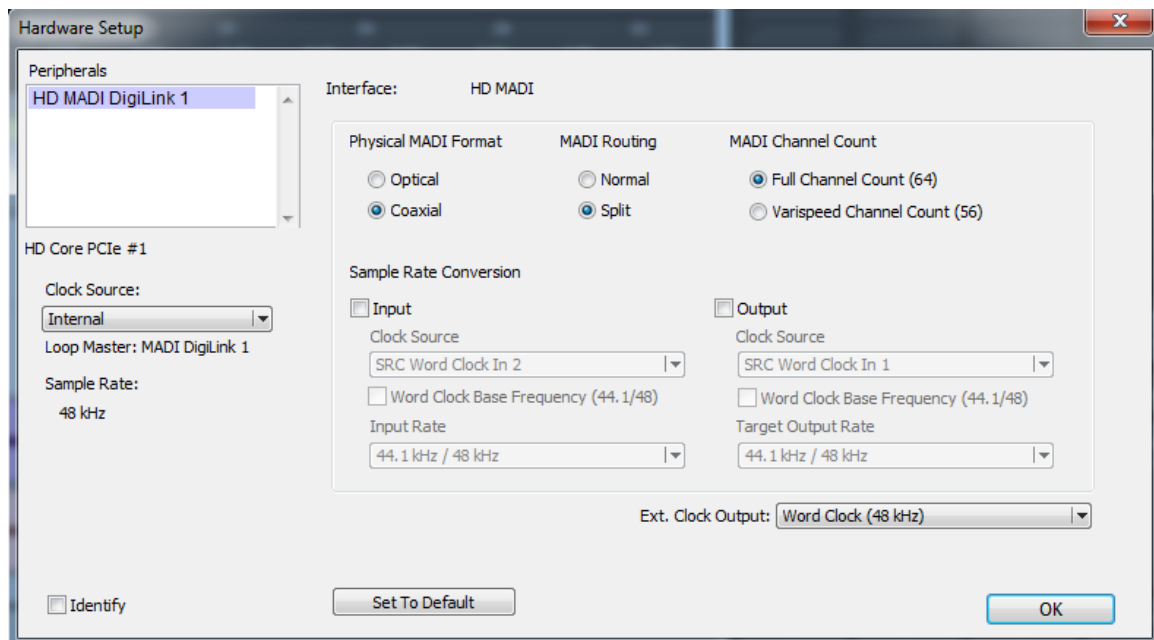 Hardware Setup
Peripherals
HD MADI DigiLink 1
HD Core PCIe #1
Clock Source:
Internal
Loop Master: MADI DigiLink 1
Sample Rate:
48 kHz
Identify
Interface: HD MADI
Physical MADI Format MADI Routing MADI Channel Count
Optical Normal Full Channel Count (64)
Coaxial Split Varispeed Channel Count (56)
Sample Rate Conversion
Input
Clock Source
SRC Word Clock In 2
Word Clock Base Frequency (44.1/48)
Input Rate
44.1 kHz / 48 kHz
Output
Clock Source
SRC Word Clock In 1
Word Clock Base Frequency (44.1/48)
Target Output Rate
44.1 kHz / 48 kHz
Ext. Clock Output: Word Clock (48 kHz)
Set To Default
OK